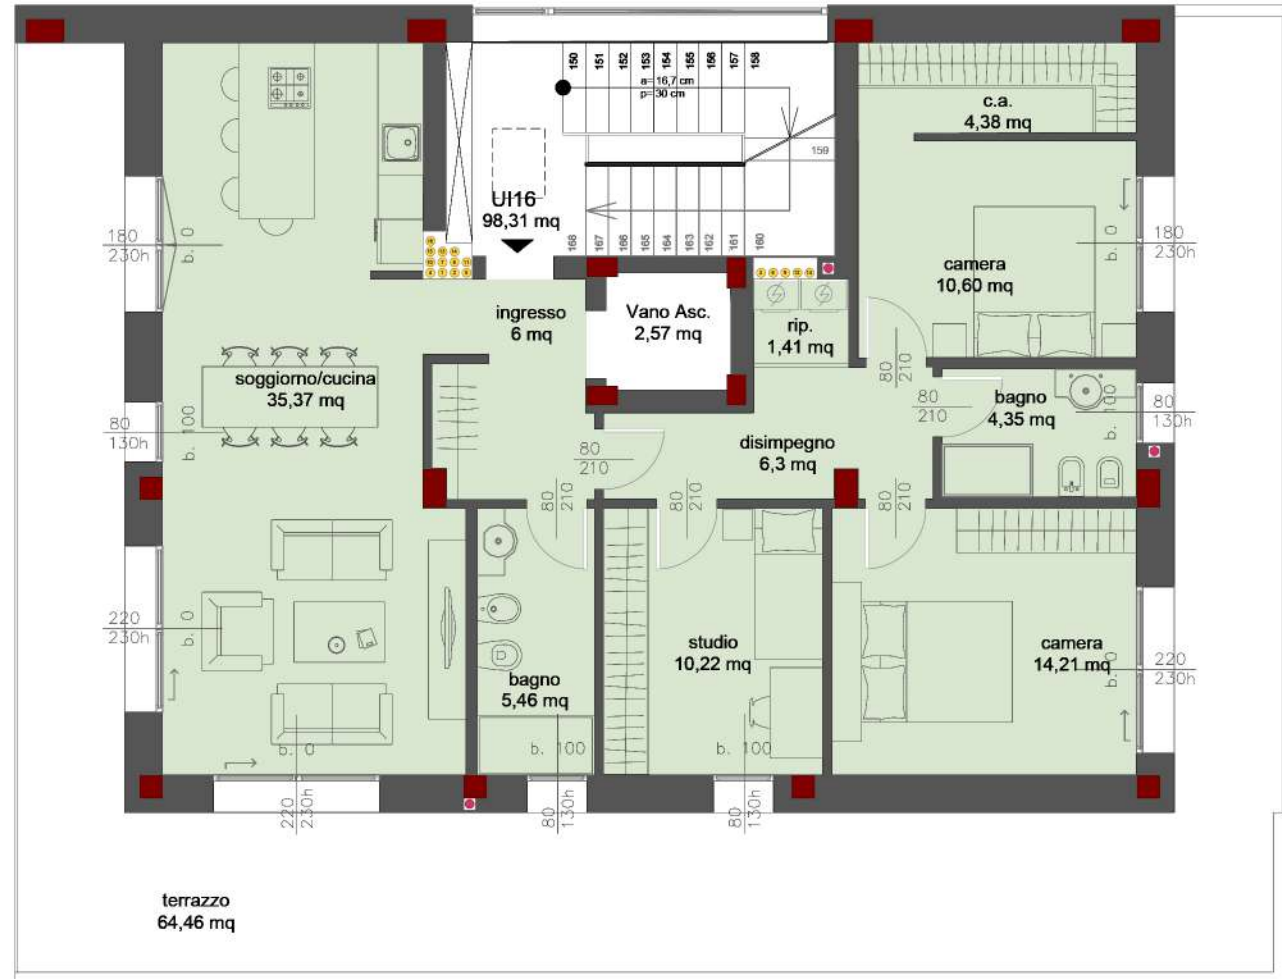 150 151 152 153 154 155 156 157 158
a= 16,7 cm
p= 30 cm
159
168 167 166 165 164 163 162 161 160
c.a.
4,38 mq
UI16
98,31 mq
180
230h
b. 0
camera
10,60 mq
b. 0
180
230h
ingresso
6 mq
Vano Asc.
2,57 mq
rip.
1,41 mq
80
210
soggiorno/cucina
35,37 mq
80
130h
b. 100
80
210
bagno
4,35 mq
b. 100
80
130h
disimpegno
6,3 mq
80
210
80
210
80
210
80
210
220
230h
b. 0
studio
10,22 mq
camera
14,21 mq
b. 0
220
230h
bagno
5,46 mq
b. 0
b. 100
b. 100
220
230h
80
130h
80
130h
terrazzo
64,46 mq